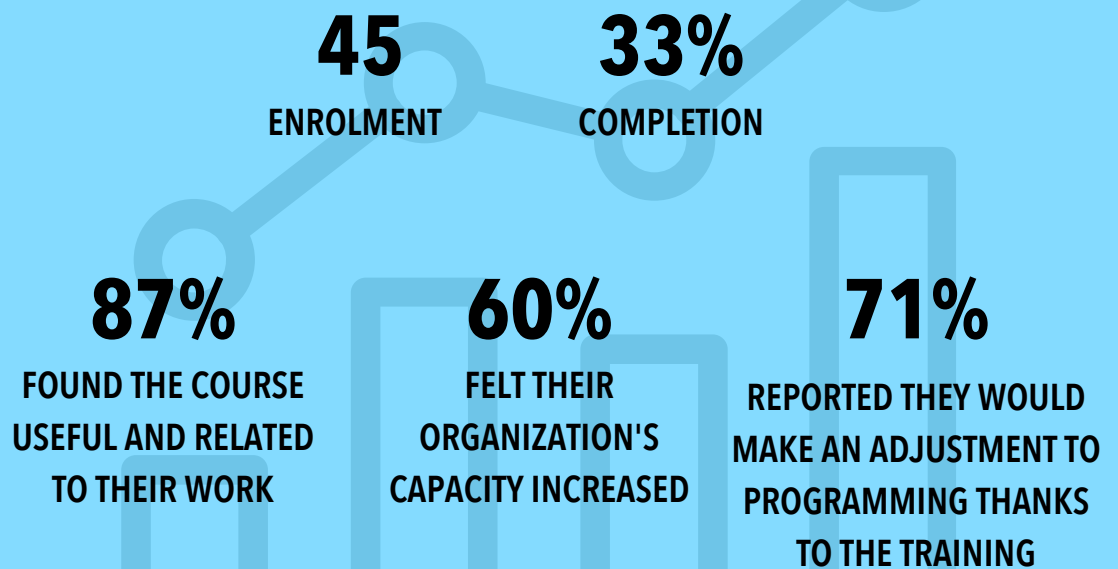 45
33%
ENROLMENT
COMPLETION
87%
FOUND THE COURSE
USEFUL AND RELATED
TO THEIR WORK
60%
FELT THEIR
ORGANIZATION'S
CAPACITY INCREASED
71%
REPORTED THEY WOULD
MAKE AN ADJUSTMENT TO
PROGRAMMING THANKS
TO THE TRAINING